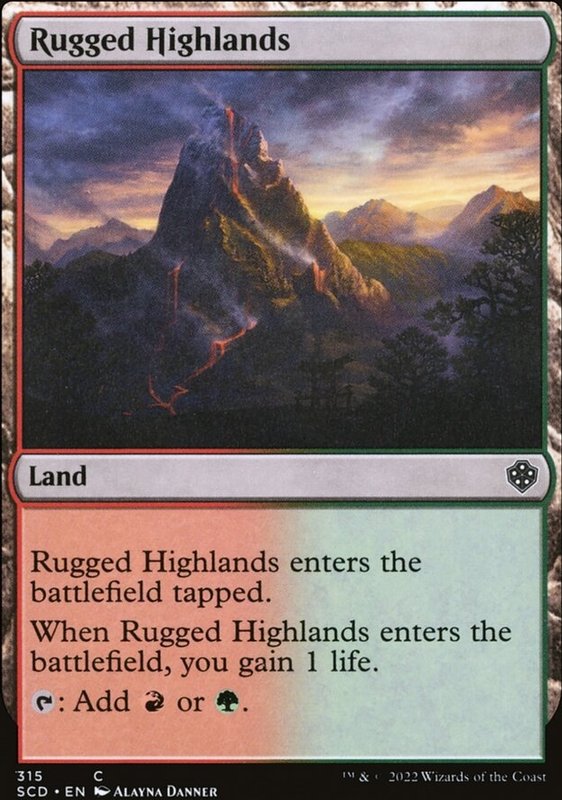 Rugged Highlands
Land
Rugged Highlands enters the
battlefield tapped.
When Rugged Highlands enters the
battlefield, you gain 1 life.
: Add or .
315 C
SCD • EN ALAYNA DANNER
™ & © 2022 Wizards of the Coast